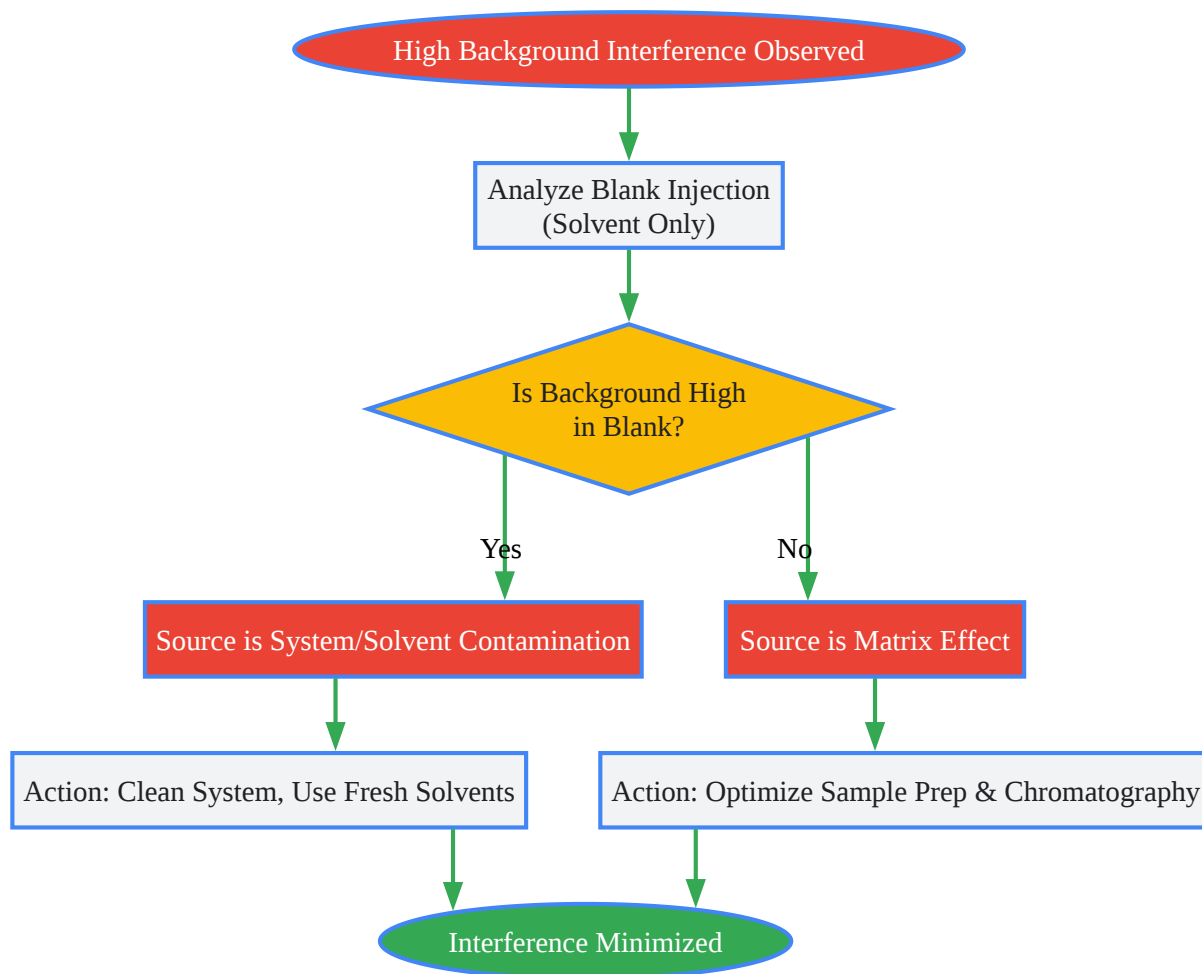 High Background Interference Observed
Analyze Blank Injection
(Solvent Only)
Is Background High
in Blank?
Yes
No
Source is System/Solvent Contamination
Source is Matrix Effect
Action: Clean System, Use Fresh Solvents
Action: Optimize Sample Prep & Chromatography
Interference Minimized